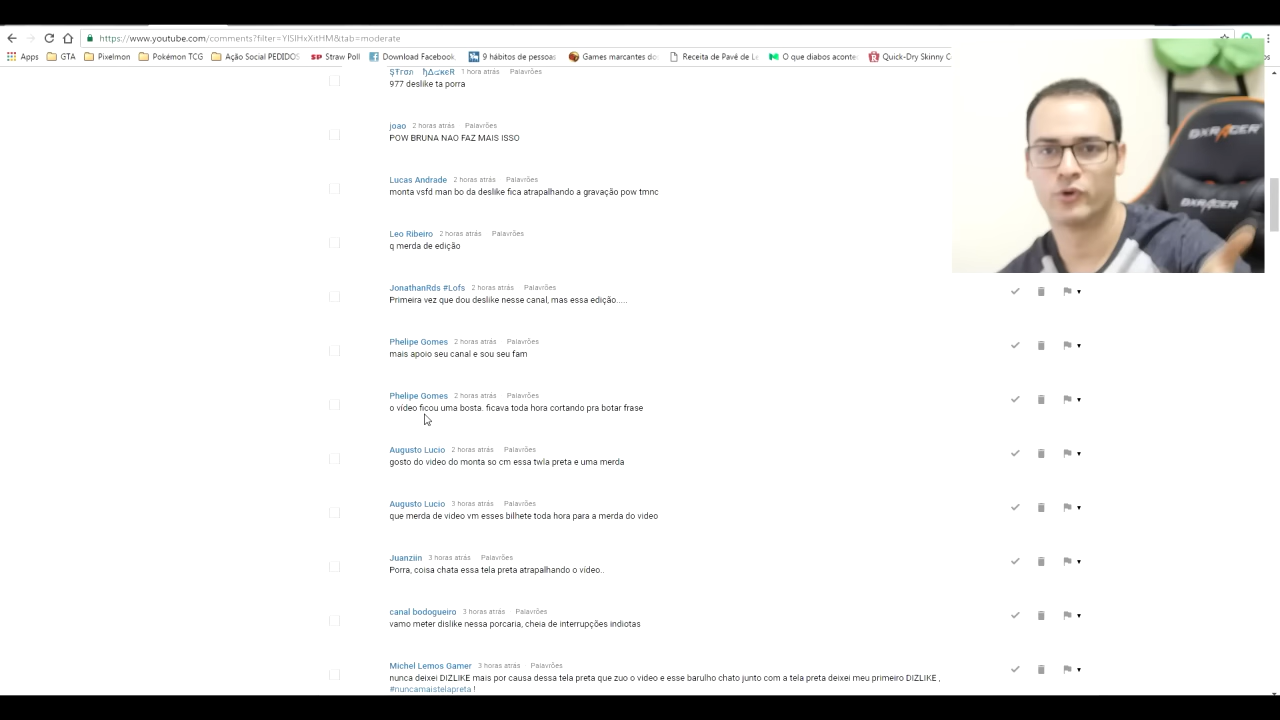 https://www.youtube.com/comments?filter=YlSlHxXitHM&tab=moderate
Apps GTA Pixelmon Pokémon TCG Ação Social PEDIDOS Straw Poll Download Facebook 9 hábitos de pessoas Games marcantes do Receita de Pavê de Le O que diabos aconte Quick-Dry Skinny C
1 hora atrás Palavrões
977 deslike ta porra
joao 2 horas atrás Palavrões
POW BRUNA NAO FAZ MAIS ISSO
Lucas Andrade 2 horas atrás Palavrões
monta vsfd man bo da deslike fica atrapalhando a gravação pow tmnc
Leo Ribeiro 2 horas atrás Palavrões
q merda de edição
JonathanRds #Lofs 2 horas atrás Palavrões
Primeira vez que dou deslike nesse canal, mas essa edição.....
Phelipe Gomes 2 horas atrás Palavrões
mais apoio seu canal e sou seu fam
Phelipe Gomes 2 horas atrás Palavrões
o vídeo ficou uma bosta. ficava toda hora cortando pra botar frase
Augusto Lucio 2 horas atrás Palavrões
gosto do video do monta so cm essa twla preta e uma merda
Augusto Lucio 3 horas atrás Palavrões
que merda de video vm esses bilhete toda hora para a merda do video
Juanziin 3 horas atrás Palavrões
Porra, coisa chata essa tela preta atrapalhando o vídeo..
canal bodogueiro 3 horas atrás Palavrões
vamo meter dislike nessa porcaria, cheia de interrupções indiotas
Michel Lemos Gamer 3 horas atrás Palavrões
nunca deixei DIZLIKE mais por causa dessa tela preta que zuo o video e esse barulho chato junto com a tela preta deixei meu primeiro DIZLIKE ,
#nuncamaistelapreta !
DXRACER
DXRACER